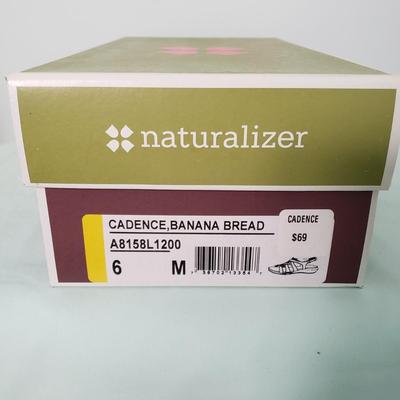 naturalizer
CADENCE,BANANA BREAD
A8158L1200
6 M
CADENCE
$69